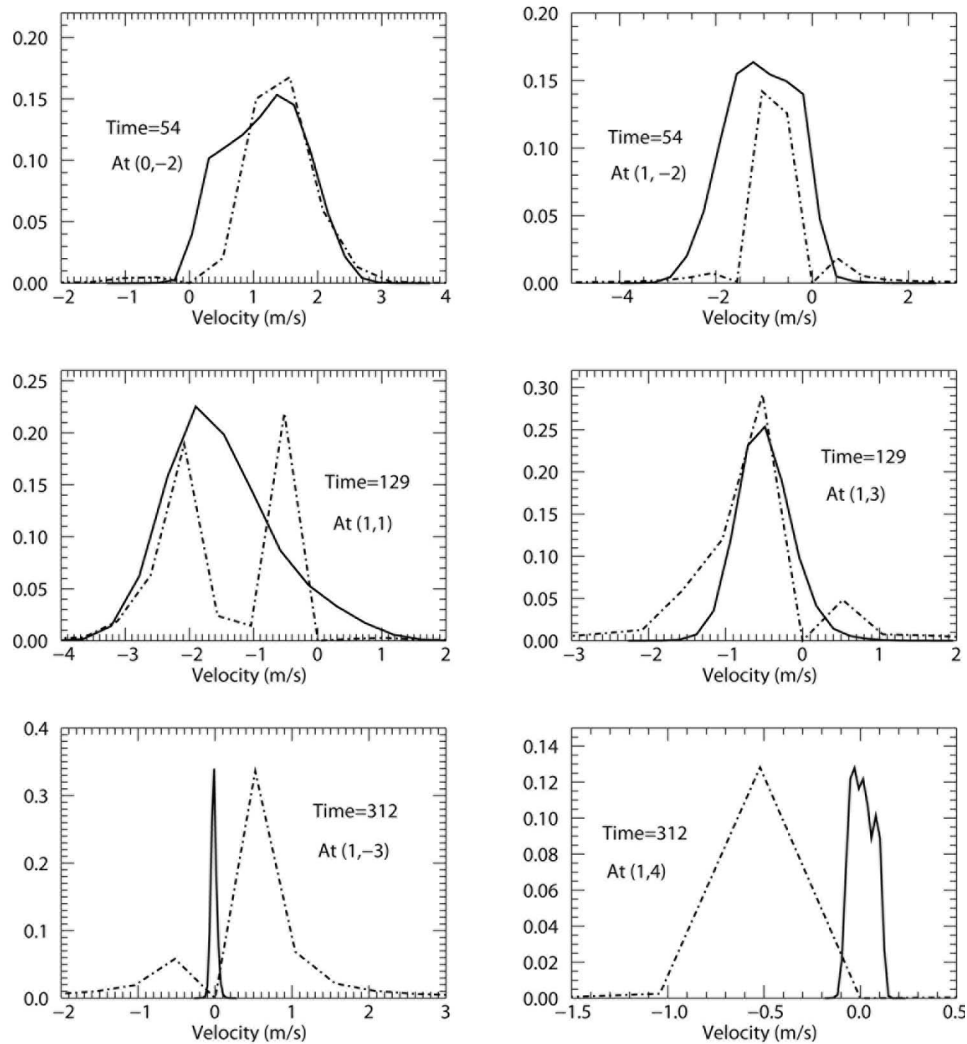 0.20
0.15
0.10
0.05
0.00
Time=54
At (0,−2)
−2 −1 0 1 2 3 4
Velocity (m/s)
0.20
0.15
0.10
0.05
0.00
Time=54
At (1, −2)
−4 −2 0 2
Velocity (m/s)
0.25
0.20
0.15
0.10
0.05
0.00
Time=129
At (1,1)
−4 −3 −2 −1 0 1 2
Velocity (m/s)
0.30
0.25
0.20
0.15
0.10
0.05
0.00
Time=129
At (1,3)
−3 −2 −1 0 1 2
Velocity (m/s)
0.4
0.3
0.2
0.1
0.0
Time=312
At (1,−3)
−2 −1 0 1 2 3
Velocity (m/s)
0.14
0.12
0.10
0.08
0.06
0.04
0.02
0.00
Time=312
At (1,4)
−1.5 −1.0 −0.5 0.0 0.5
Velocity (m/s)